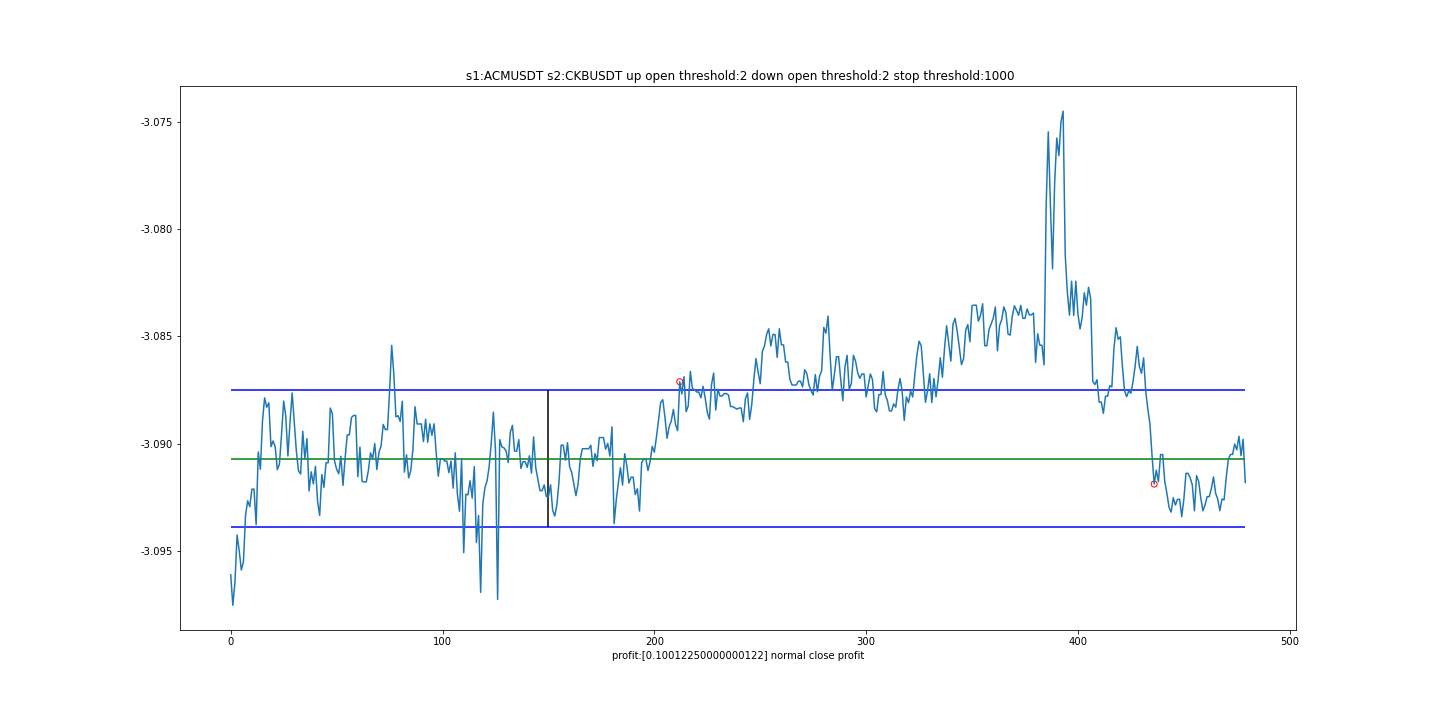 s1:ACMUSDT s2:CKBUSDT up open threshold:2 down open threshold:2 stop threshold:1000
-3.075
-3.080
-3.085
-3.090
-3.095
0 100 200 300 400 500
profit:[0.10012250000000122] normal close profit